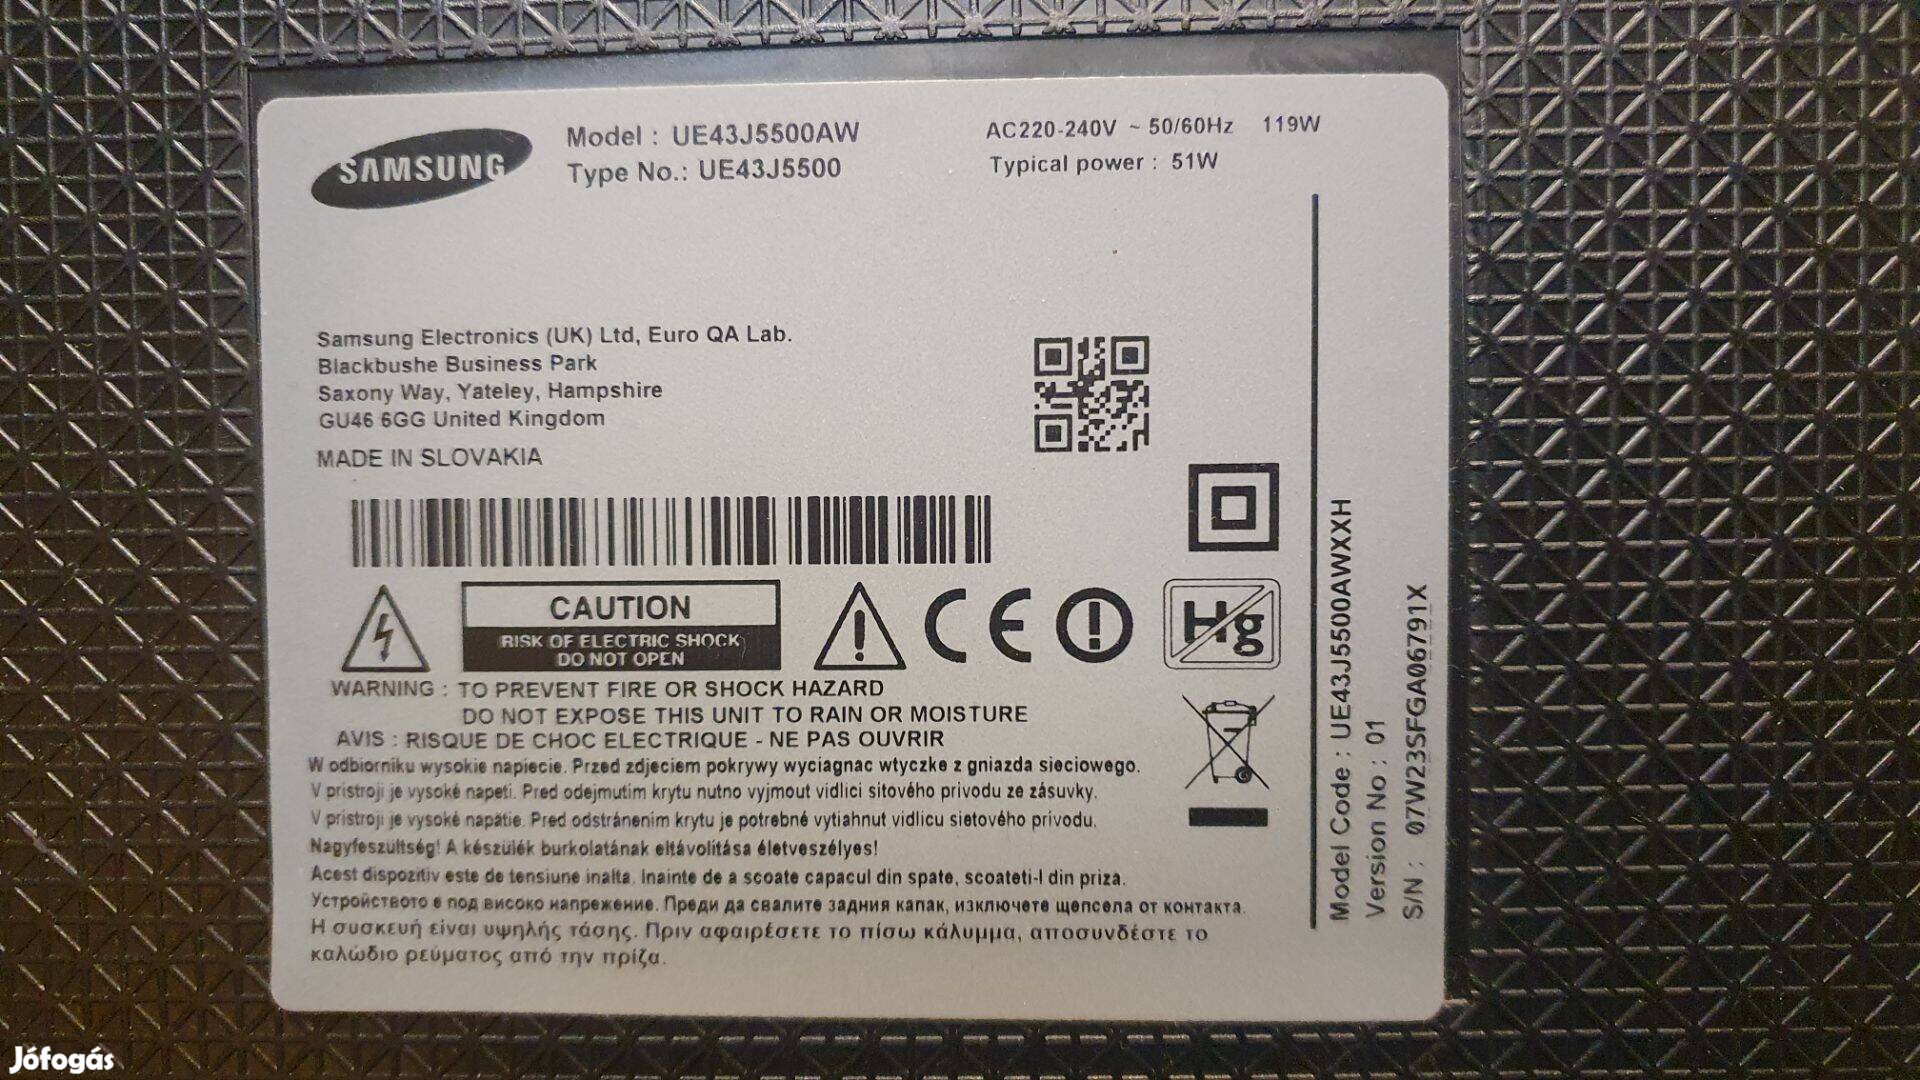 SAMSUNG
Model : UE43J5500AW
Type No.: UE43J5500
AC220-240V ~ 50/60Hz 119W
Typical power : 51W
Samsung Electronics (UK) Ltd, Euro QA Lab.
Blackbushe Business Park
Saxony Way, Yateley, Hampshire
GU46 6GG United Kingdom
MADE IN SLOVAKIA
CAUTION
RISK OF ELECTRIC SHOCK
DO NOT OPEN
CE
Hg
WARNING : TO PREVENT FIRE OR SHOCK HAZARD
DO NOT EXPOSE THIS UNIT TO RAIN OR MOISTURE
AVIS : RISQUE DE CHOC ELECTRIQUE - NE PAS OUVRIR
W odbiorniku wysokie napiecie. Przed zdjeciem pokrywy wyciagnac wtyczke z gniazda sieciowego.
V pristroji je vysoké napeti. Pred odejmutim krytu nutno vyjmout vidlici sitového privodu ze zásuvky.
V pristroji je vysoké napätie. Pred odstránenim krytu je potrebné vytiahnut vidlicu sietového privodu.
Nagyfeszültség! A készülék burkolatának eltávolitása életveszélyes!
Acest dispozitiv este de tensiune inalta. Inainte de a scoate capacul din spate, scoateti-l din priza.
Устройството е под високо напрежение. Преди да свалите задния капак, изключете щепсела от контакта.
Η συσκευή είναι υψηλής τάσης. Πριν αφαιρέσετε το πίσω κάλυμμα, αποσυνδέστε το
καλώδιο ρεύματος από την πρίζα.
Model Code : UE43J5500AWXXH
Version No : 01
S/N : 07W23SFGA06791X
Jófogás